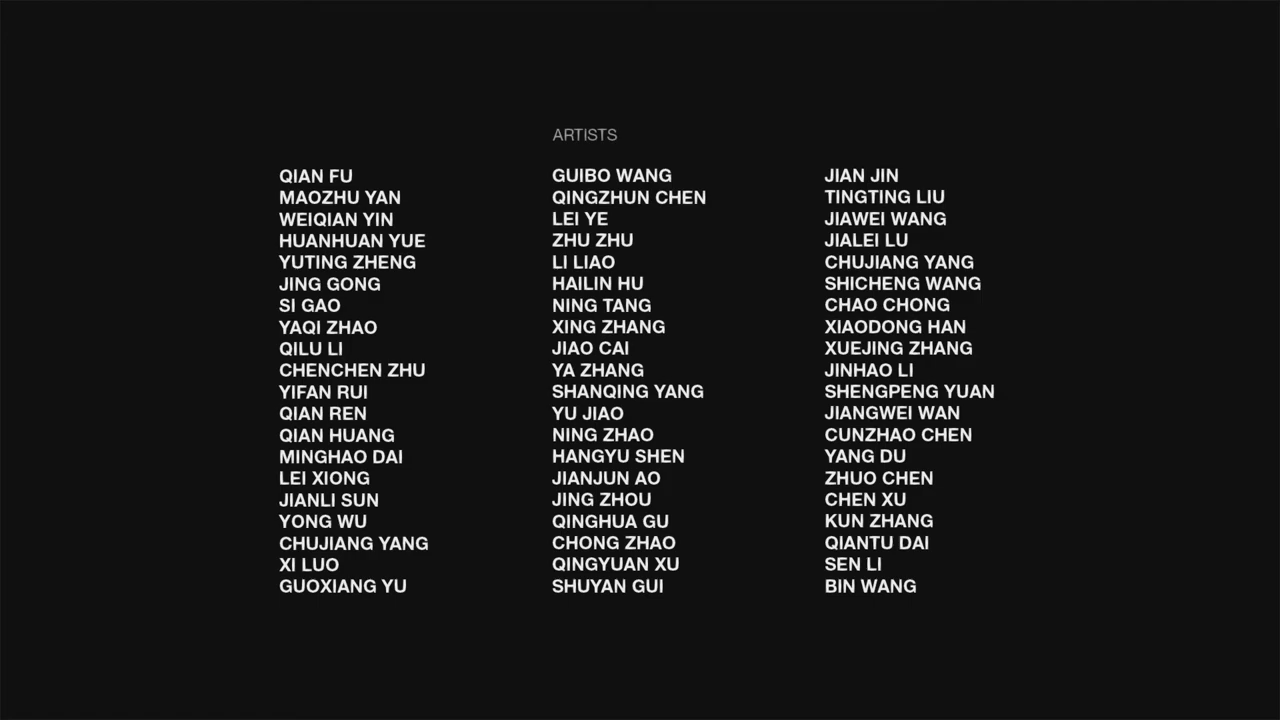 ARTISTS
QIAN FU
MAOZHU YAN
WEIQIAN YIN
HUANHUAN YUE
YUTING ZHENG
JING GONG
SI GAO
YAQI ZHAO
QILU LI
CHENCHEN ZHU
YIFAN RUI
QIAN REN
QIAN HUANG
MINGHAO DAI
LEI XIONG
JIANLI SUN
YONG WU
CHUJIANG YANG
XI LUO
GUOXIANG YU
GUIBO WANG
QINGZHUN CHEN
LEI YE
ZHU ZHU
LI LIAO
HAILIN HU
NING TANG
XING ZHANG
JIAO CAI
YA ZHANG
SHANQING YANG
YU JIAO
NING ZHAO
HANGYU SHEN
JIANJUN AO
JING ZHOU
QINGHUA GU
CHONG ZHAO
QINGYUAN XU
SHUYAN GUI
JIAN JIN
TINGTING LIU
JIAWEI WANG
JIALEI LU
CHUJIANG YANG
SHICHENG WANG
CHAO CHONG
XIAODONG HAN
XUEJING ZHANG
JINHAO LI
SHENGPENG YUAN
JIANGWEI WAN
CUNZHAO CHEN
YANG DU
ZHUO CHEN
CHEN XU
KUN ZHANG
QIANTU DAI
SEN LI
BIN WANG